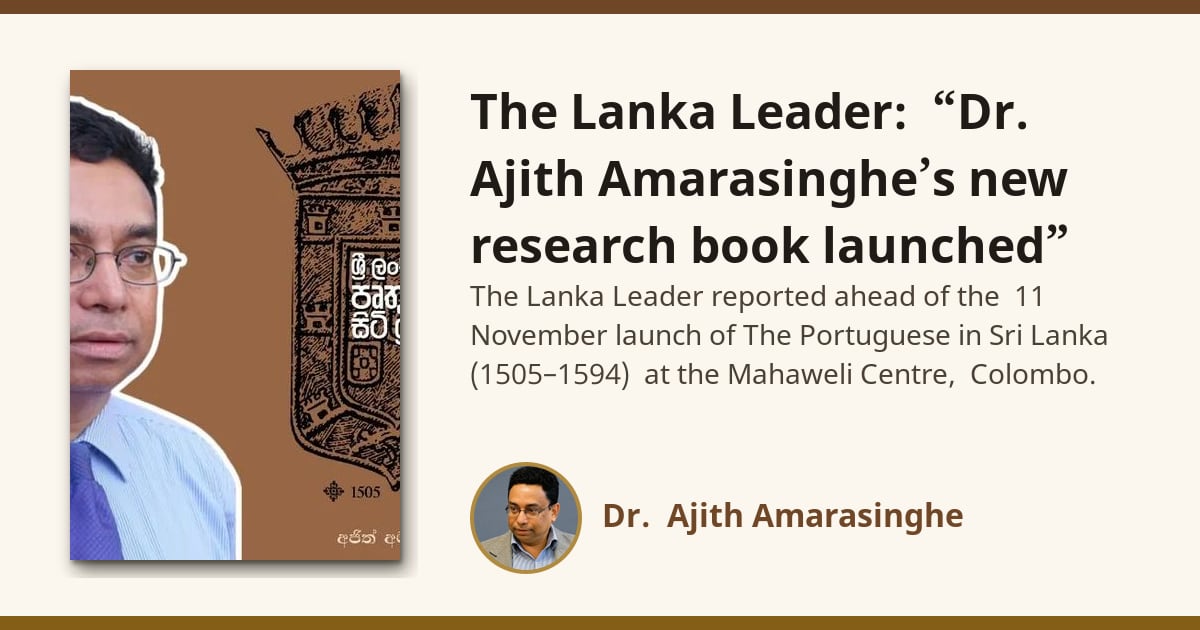 ශ්‍රී ලං
සිටි
1505
අජිත්
The Lanka Leader: “Dr.
Ajith Amarasinghe’s new
research book launched”
The Lanka Leader reported ahead of the 11
November launch of The Portuguese in Sri Lanka
(1505–1594) at the Mahaweli Centre, Colombo.
Dr. Ajith Amarasinghe